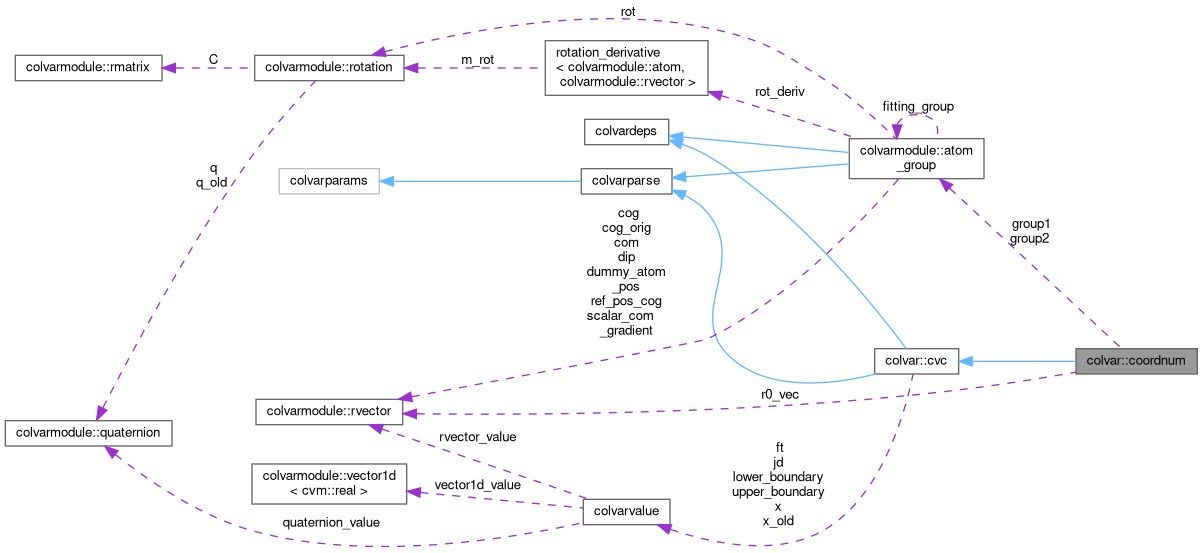 rot
colvarmodule::rmatrix
C
colvarmodule::rotation
m_rot
rotation_derivative
< colvarmodule::atom,
colvarmodule::rvector >
rot_deriv
fitting_group
colvardeps
colvarmodule::atom
_group
q
q_old
colvarparams
colvarparse
cog
cog_orig
com
dip
dummy_atom
_pos
ref_pos_cog
scalar_com
_gradient
group1
group2
colvar::cvc
colvar::coordnum
r0_vec
colvarmodule::rvector
colvarmodule::quaternion
rvector_value
colvarmodule::vector1d
< cvm::real >
vector1d_value
colvarvalue
quaternion_value
ft
jd
lower_boundary
upper_boundary
x
x_old